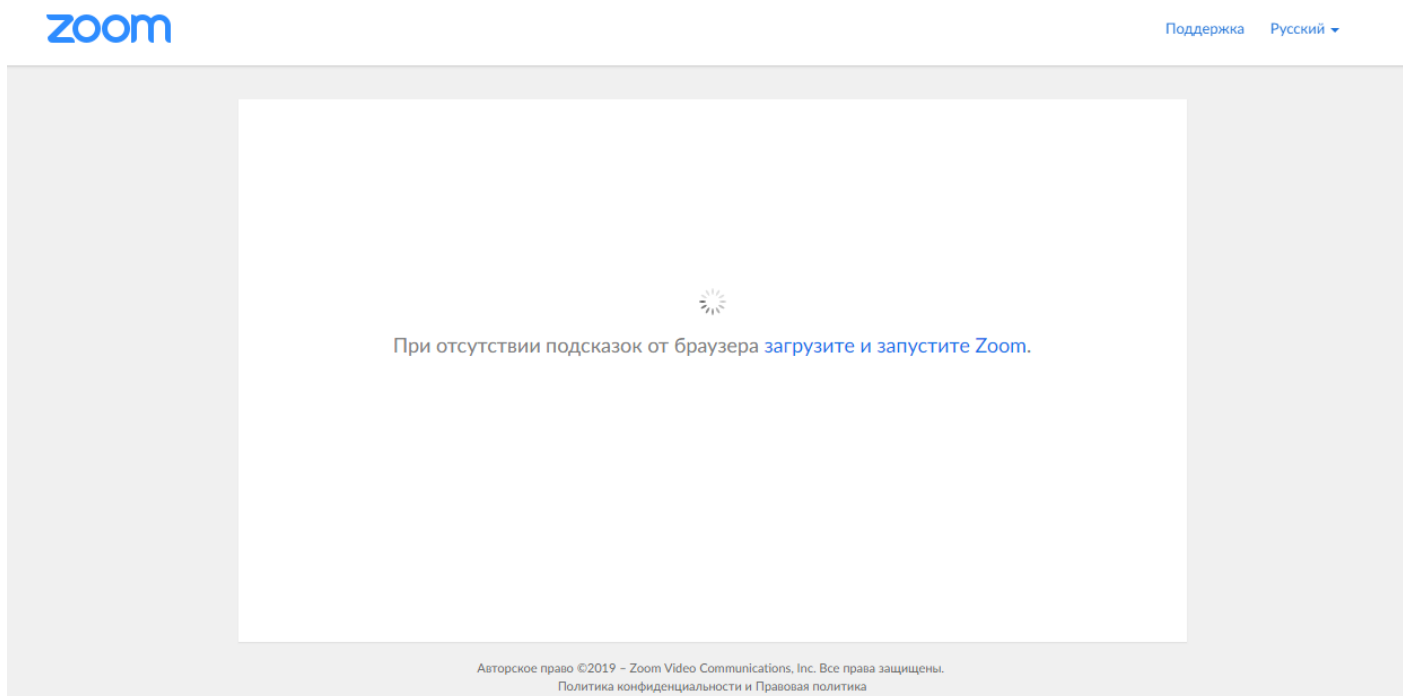 zoom
Поддержка Русский
При отсутствии подсказок от браузера загрузите и запустите Zoom.
Авторское право ©2019 – Zoom Video Communications, Inc. Все права защищены.
Политика конфиденциальности и Правовая политика